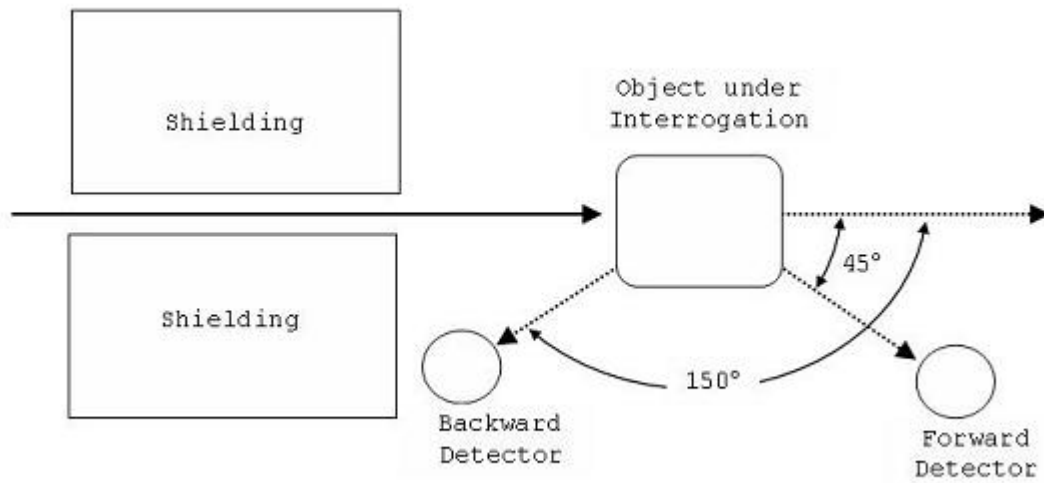 Shielding
Object under
Interrogation
45°
Shielding
150°
Backward
Detector
Forward
Detector